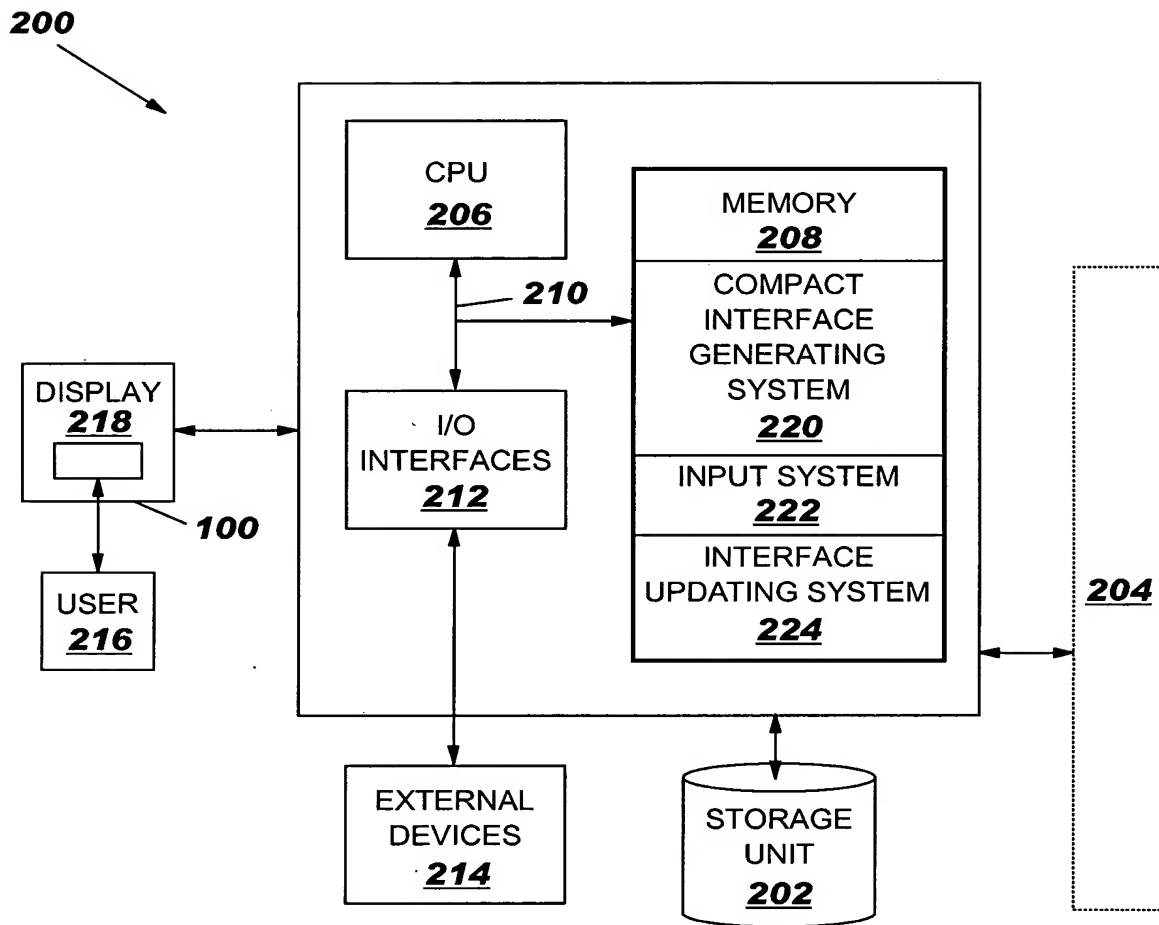 200
CPU
206
MEMORY
208
210
COMPACT
INTERFACE
GENERATING
SYSTEM
220
DISPLAY
218
I/O
INTERFACES
212
INPUT SYSTEM
222
100
INTERFACE
UPDATING SYSTEM
224
204
USER
216
EXTERNAL
DEVICES
214
STORAGE
UNIT
202